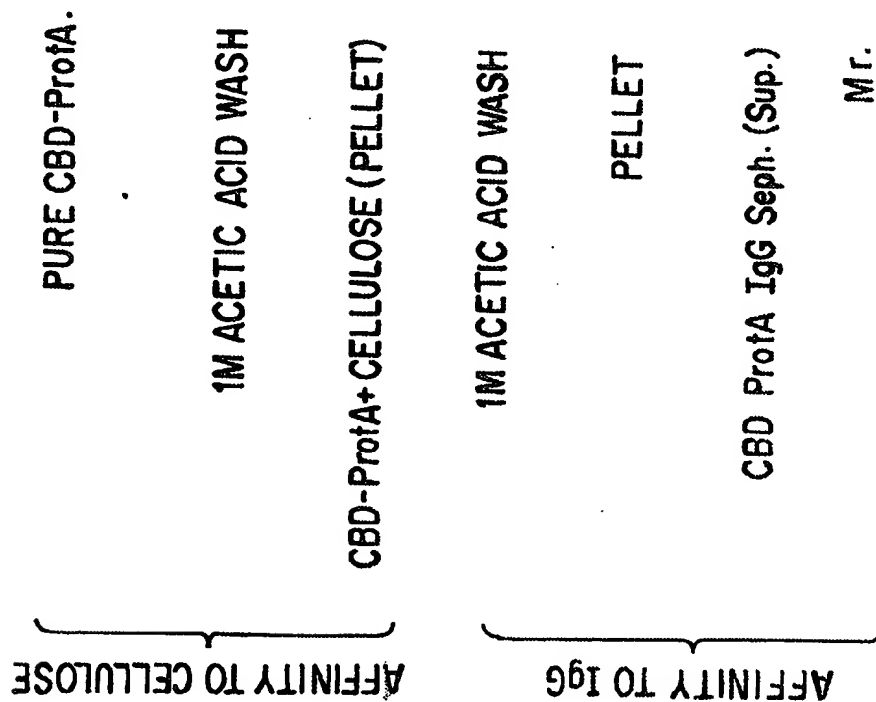 AFFINITY TO CELLULOSE
PURE CBD-ProtA.
1M ACETIC ACID WASH
CBD-ProtA+ CELLULOSE (PELLET)
AFFINITY TO IgG
1M ACETIC ACID WASH
PELLET
CBD ProtA IgG Seph. (Sup.)
Mr.